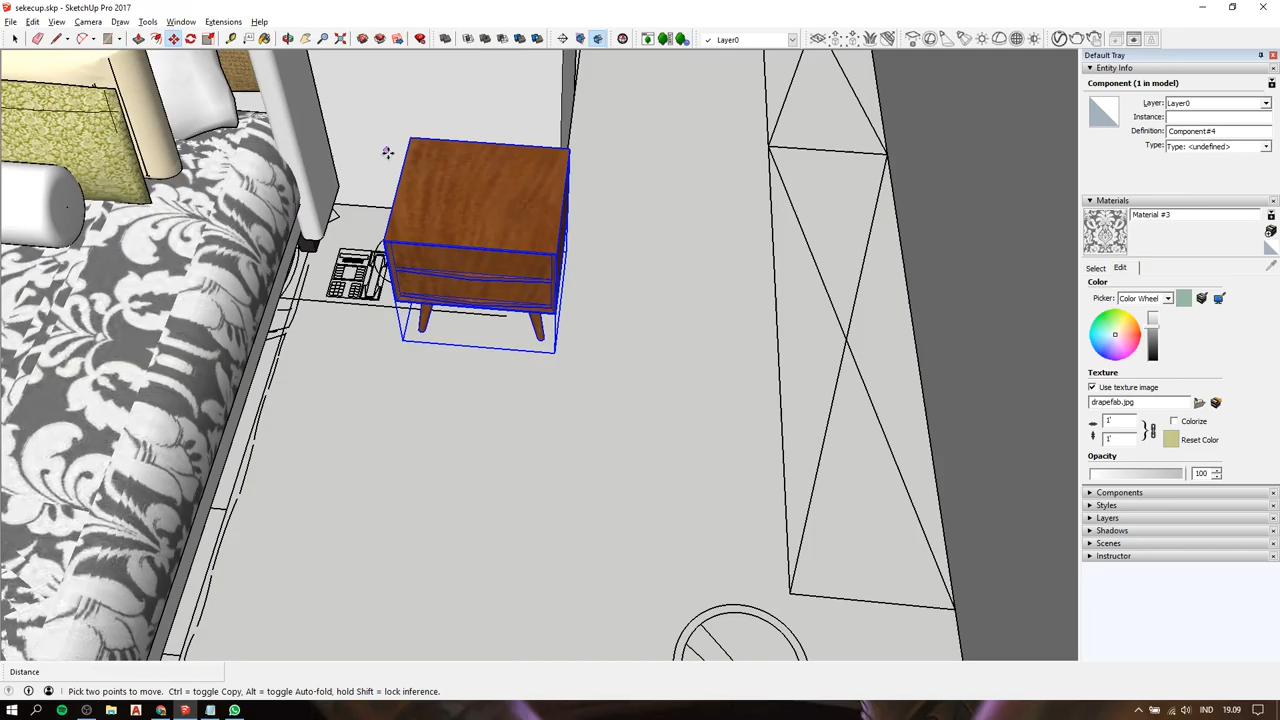 sekecup.skp - SketchUp Pro 2017
File Edit View Camera Draw Tools Window Extensions Help
Layer0
Default Tray
Entity Info
Component (1 in model)
Layer: Layer0
Instance:
Definition: Component#4
Type: Type: <undefined>
Materials
Material #3
Select Edit
Color
Picker: Color Wheel
Texture
Use texture image
drapefab.jpg
1' Colorize
1' Reset Color
Opacity
100
Components
Styles
Layers
Shadows
Scenes
Instructor
Distance
Pick two points to move. Ctrl = toggle Copy, Alt = toggle Auto-fold, hold Shift = lock inference.
IND 19.09